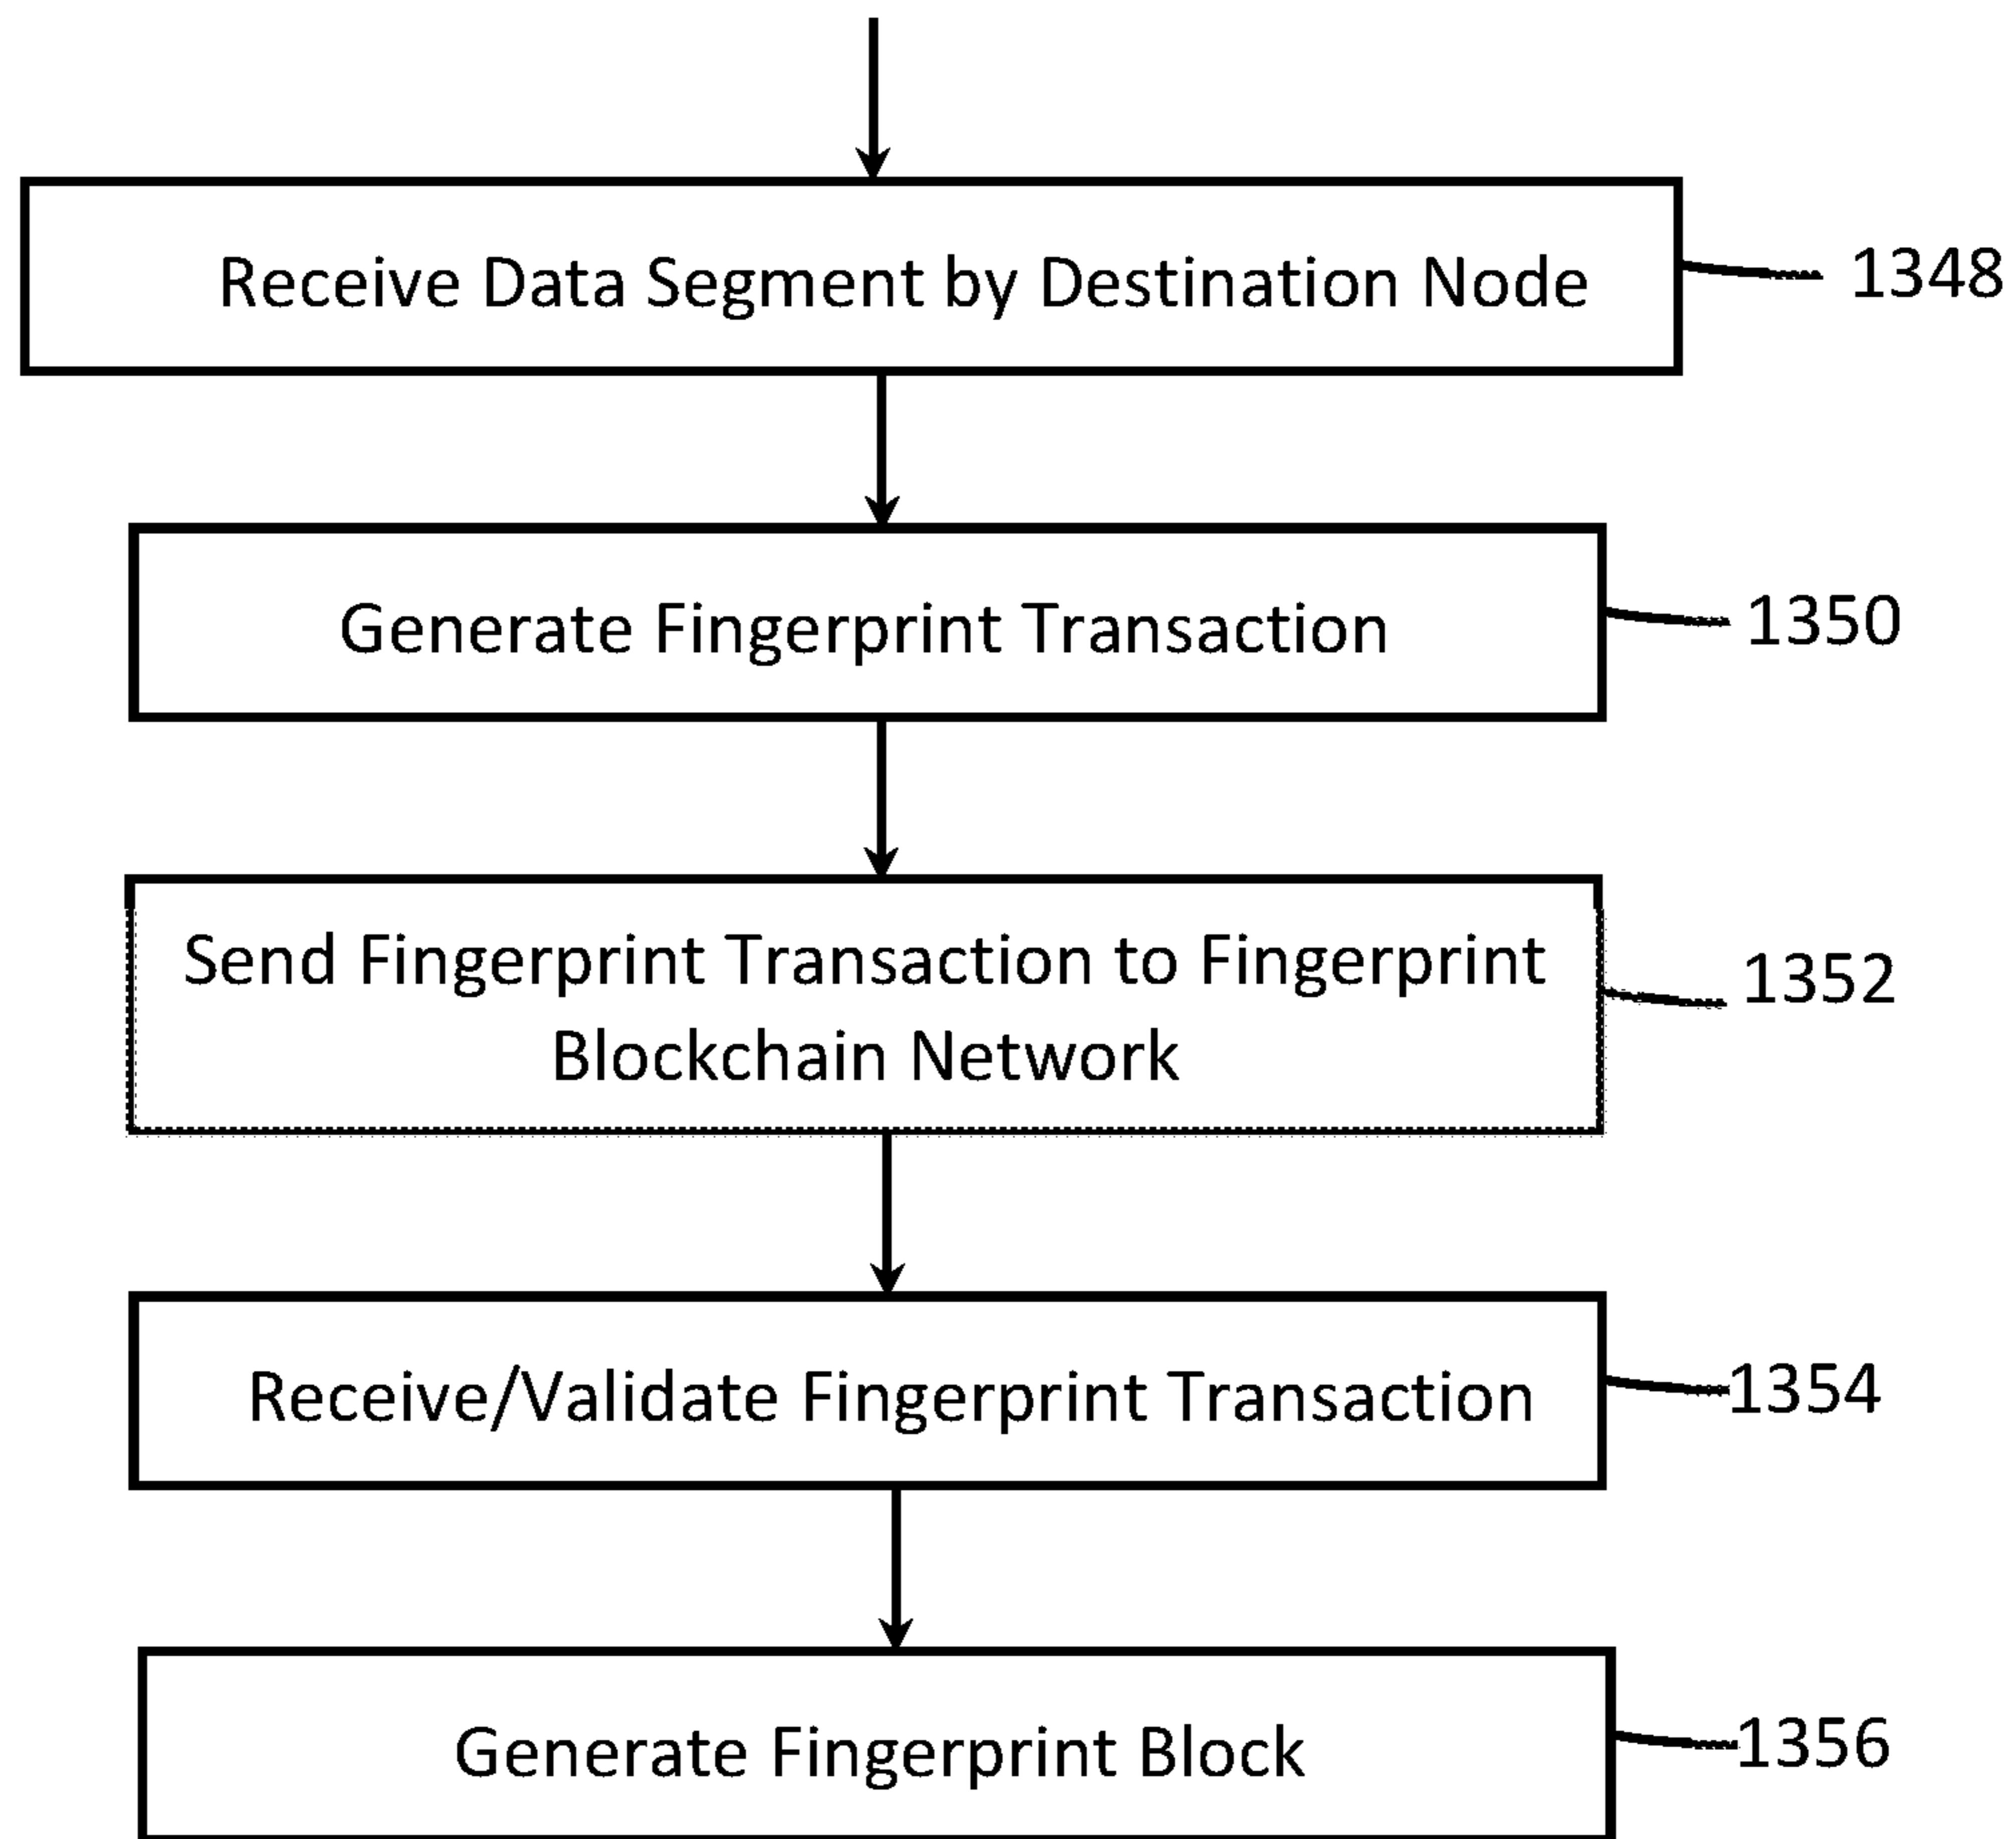 Receive Data Segment by Destination Node
1348
Generate Fingerprint Transaction
1350
Send Fingerprint Transaction to Fingerprint
Blockchain Network
1352
Receive/Validate Fingerprint Transaction
1354
Generate Fingerprint Block
1356